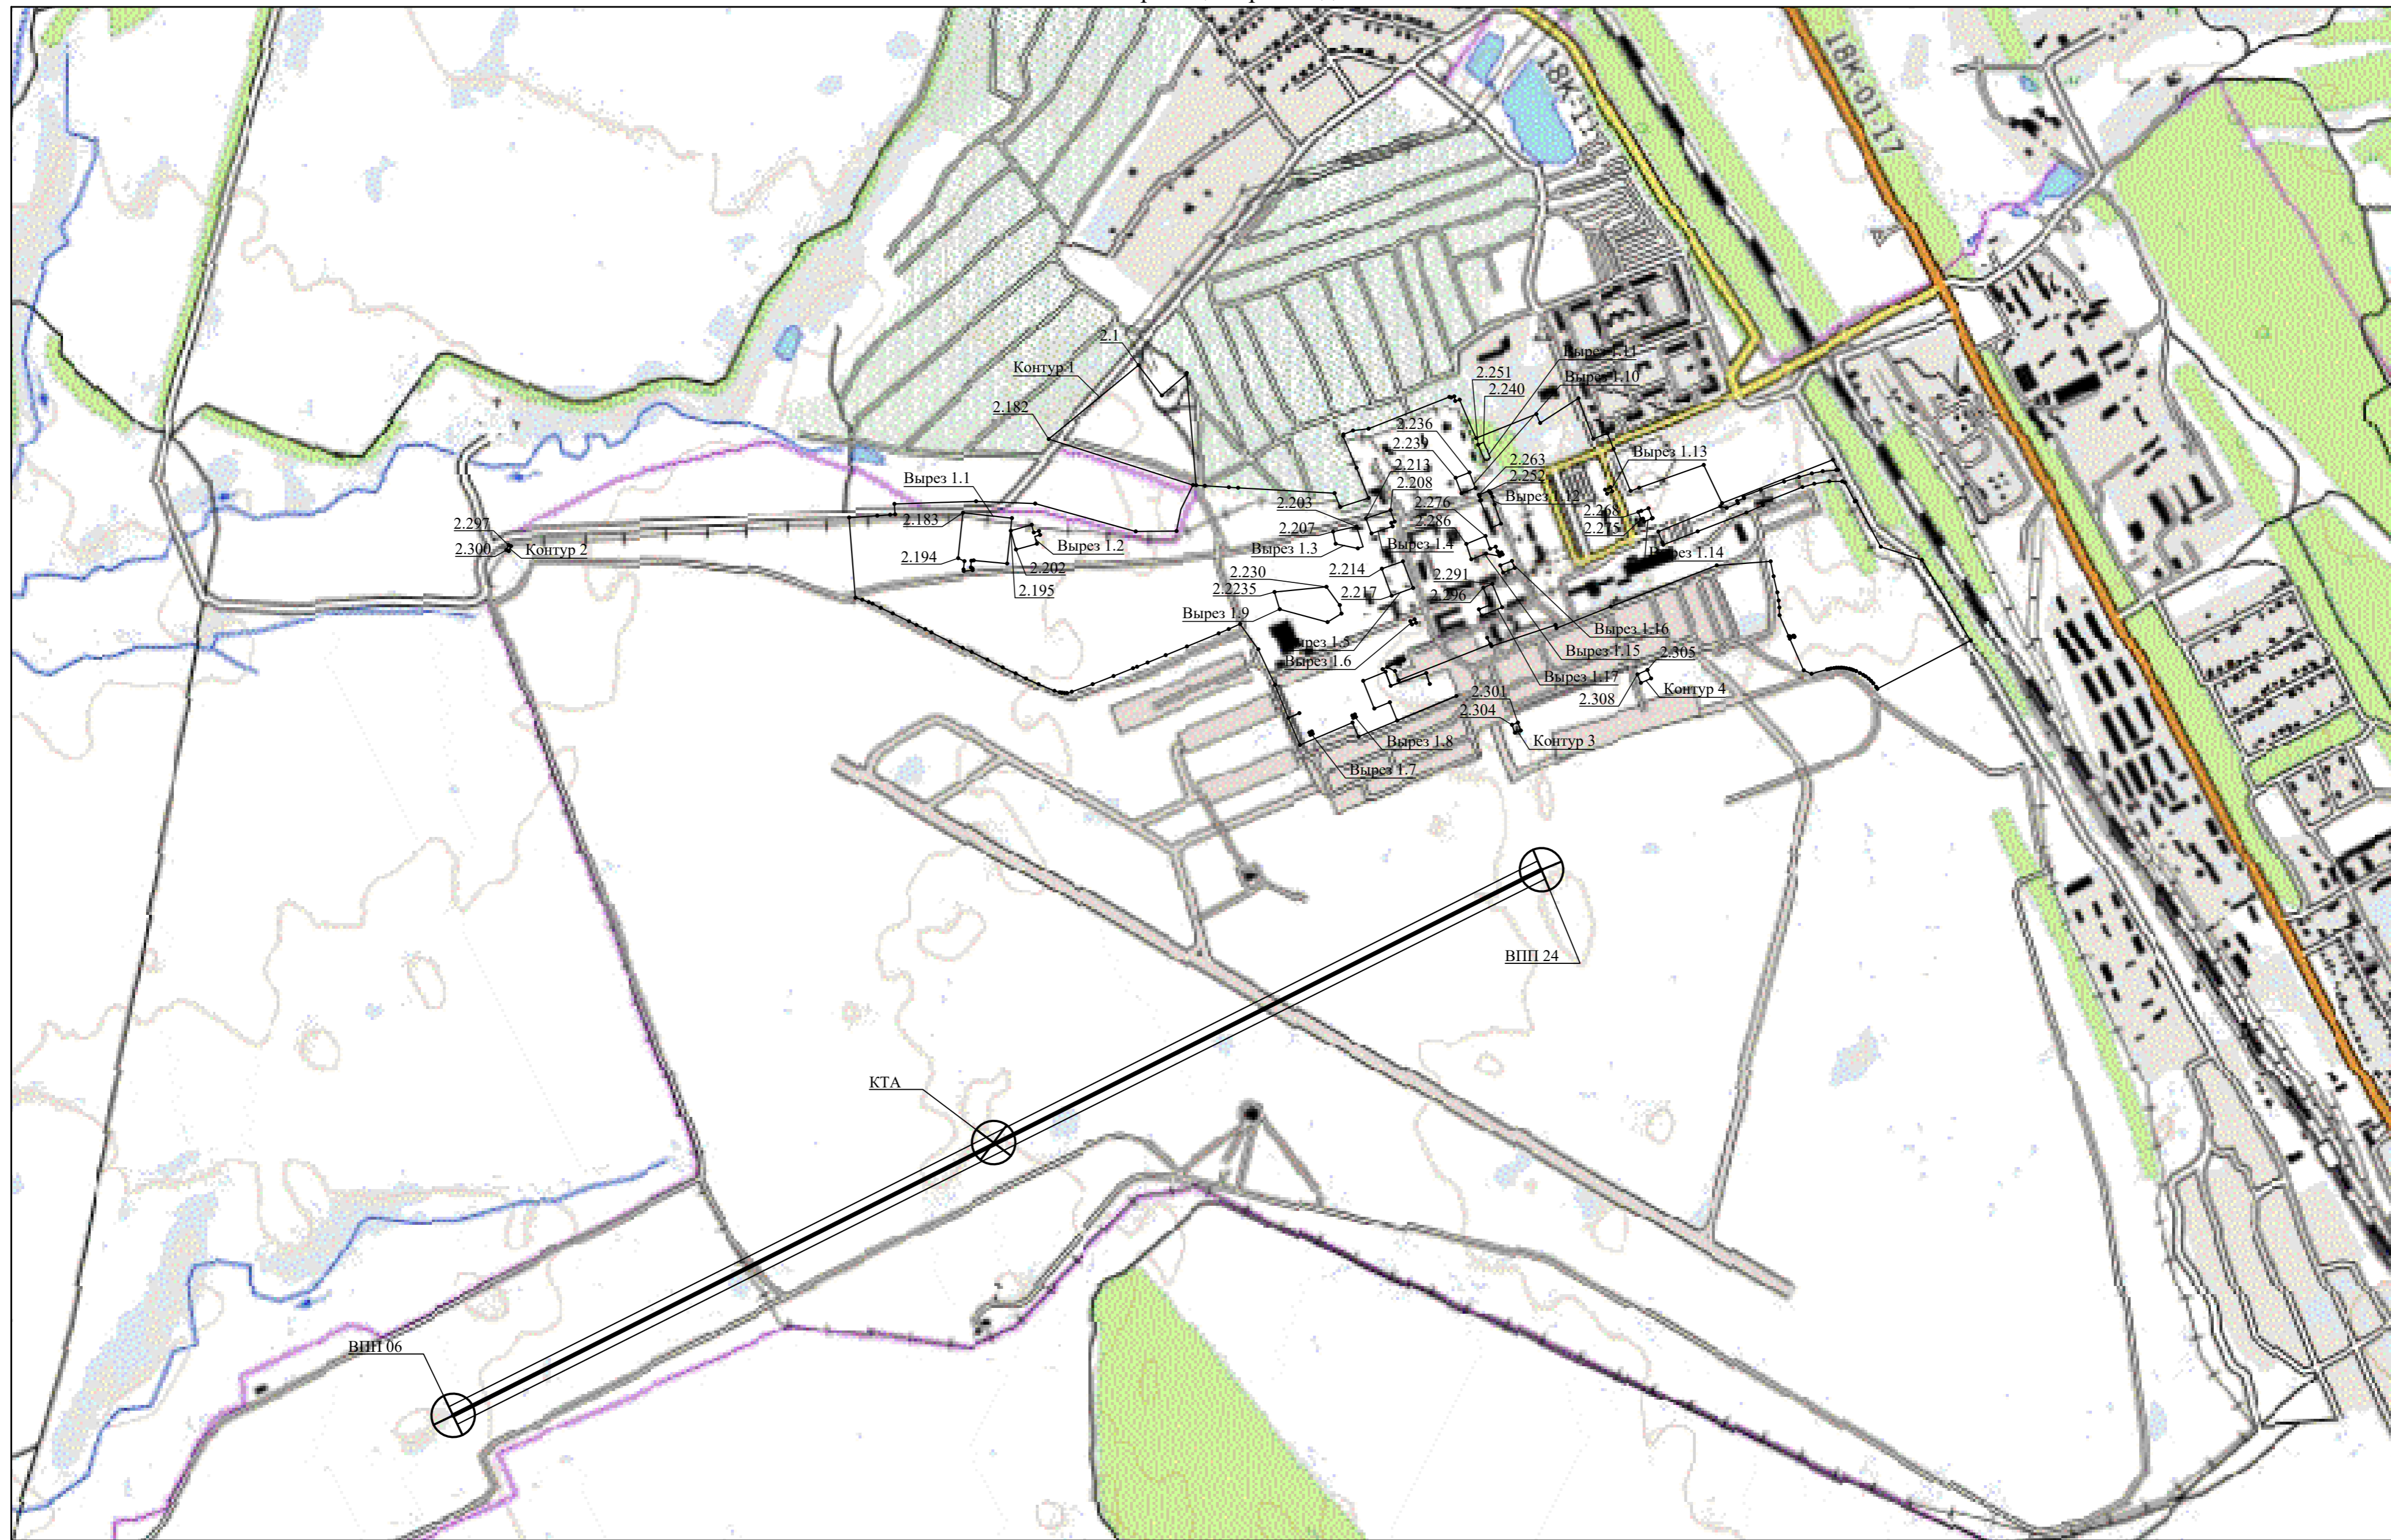 18К-01-17
2.1
Вырез 1.11
Контур 1
2.251
Вырез 1.10
2.240
2.182
2.236
2.239
Вырез 1.13
2.263
2.213
Вырез 1.1
2.252
2.208
2.203
Вырез 1.12
2.276
2.268
2.183
2.297
2.286
2.275
2.207
Вырез 1.2
Вырез 1.4
Вырез 1.3
2.300
Контур 2
Вырез 1.14
2.194
2.202
2.214
2.291
2.230
2.195
2.2235
2.217
2.296
Вырез 1.9
Вырез 1.16
Вырез 1.5
Вырез 1.15
2.305
Вырез 1.6
Вырез 1.17
Контур 4
2.301
2.308
2.304
Вырез 1.8
Контур 3
Вырез 1.7
ВПП 24
КТА
ВПП 06